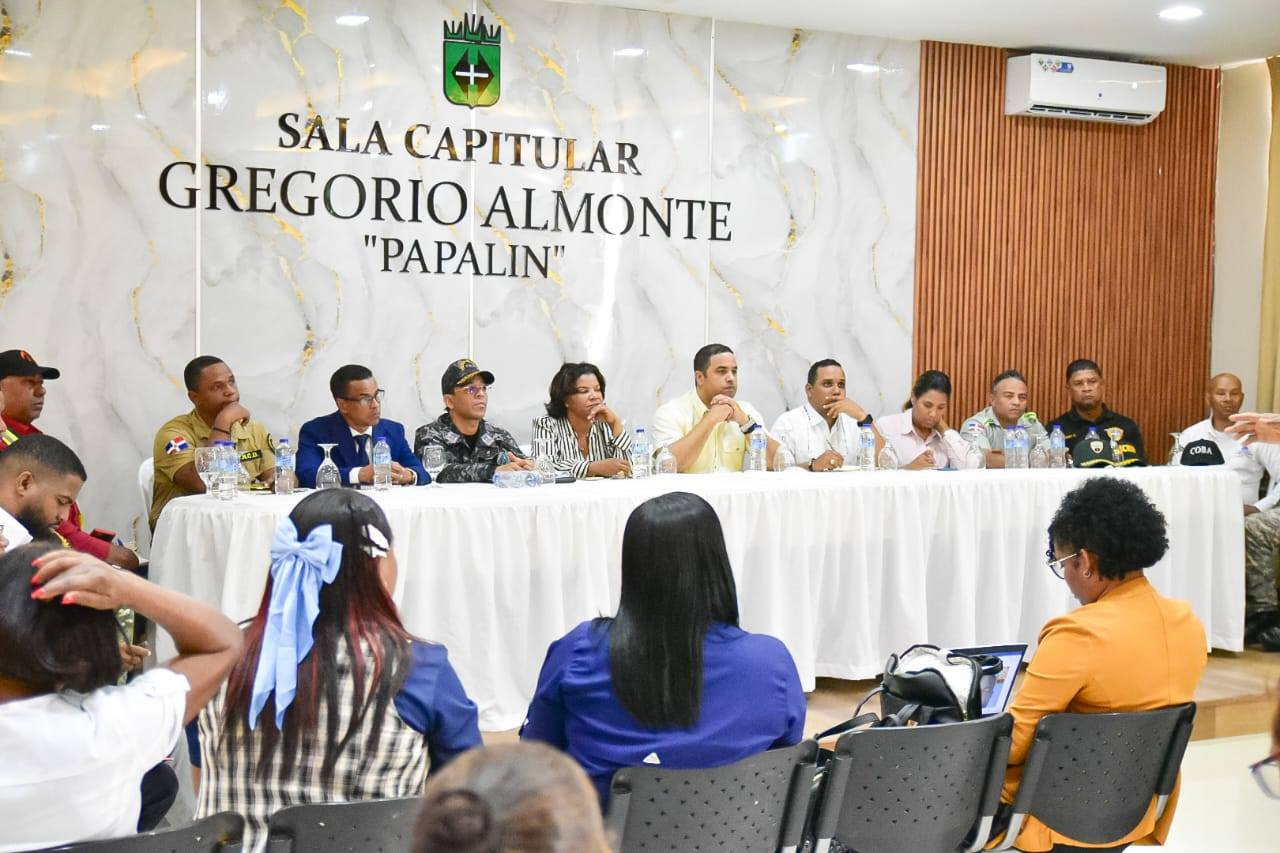 SALA CAPITULAR
GREGORIO ALMONTE
"PAPALIN"
COBA